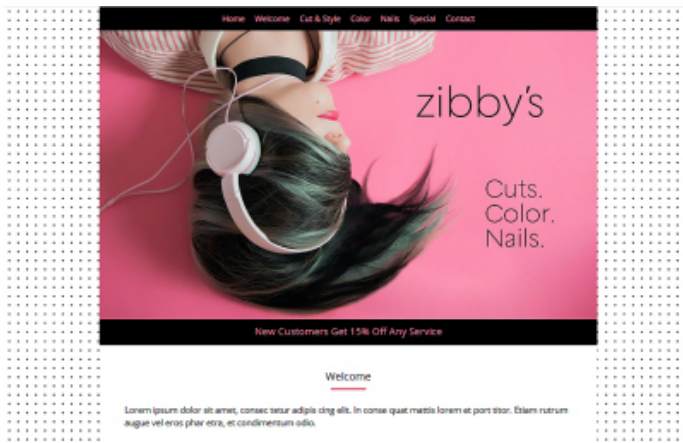 Home Welcome Cut & Style Color Nails Special Contact
zibby's
Cuts.
Color.
Nails.
New Customers Get 15% Off Any Service
Welcome
Lorem ipsum dolor sit amet, consec tetur adipis cing elit. In conse quat mattis lorem et port titor. Etiam rutrum
augue vel eros phar etra, et condimentum odio.